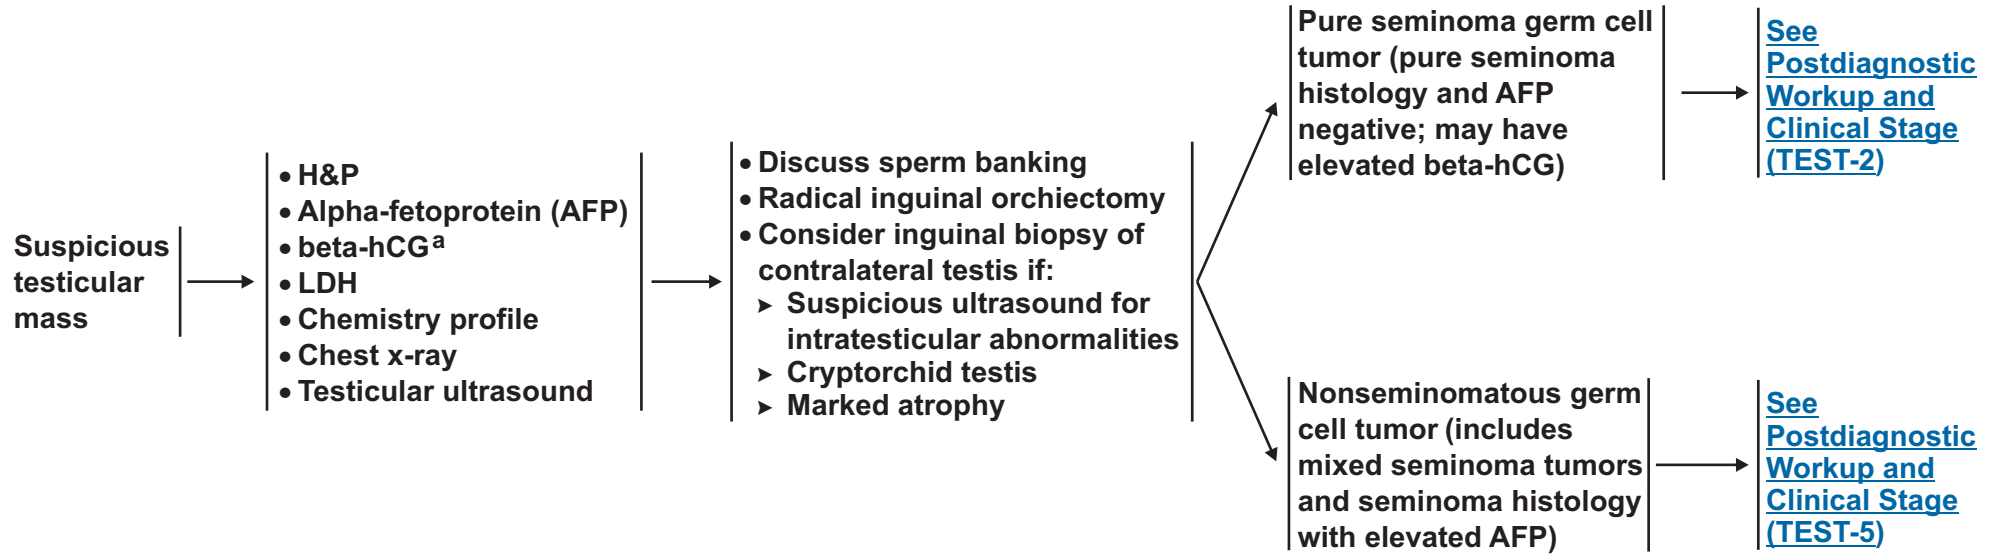 Suspicious
testicular
mass
• H&P
• Alpha-fetoprotein (AFP)
• beta-hCGᵃ
• LDH
• Chemistry profile
• Chest x-ray
• Testicular ultrasound
• Discuss sperm banking
• Radical inguinal orchiectomy
• Consider inguinal biopsy of
contralateral testis if:
➤ Suspicious ultrasound for
intratesticular abnormalities
➤ Cryptorchid testis
➤ Marked atrophy
Pure seminoma germ cell
tumor (pure seminoma
histology and AFP
negative; may have
elevated beta-hCG)
See
Postdiagnostic
Workup and
Clinical Stage
(TEST-2)
Nonseminomatous germ
cell tumor (includes
mixed seminoma tumors
and seminoma histology
with elevated AFP)
See
Postdiagnostic
Workup and
Clinical Stage
(TEST-5)